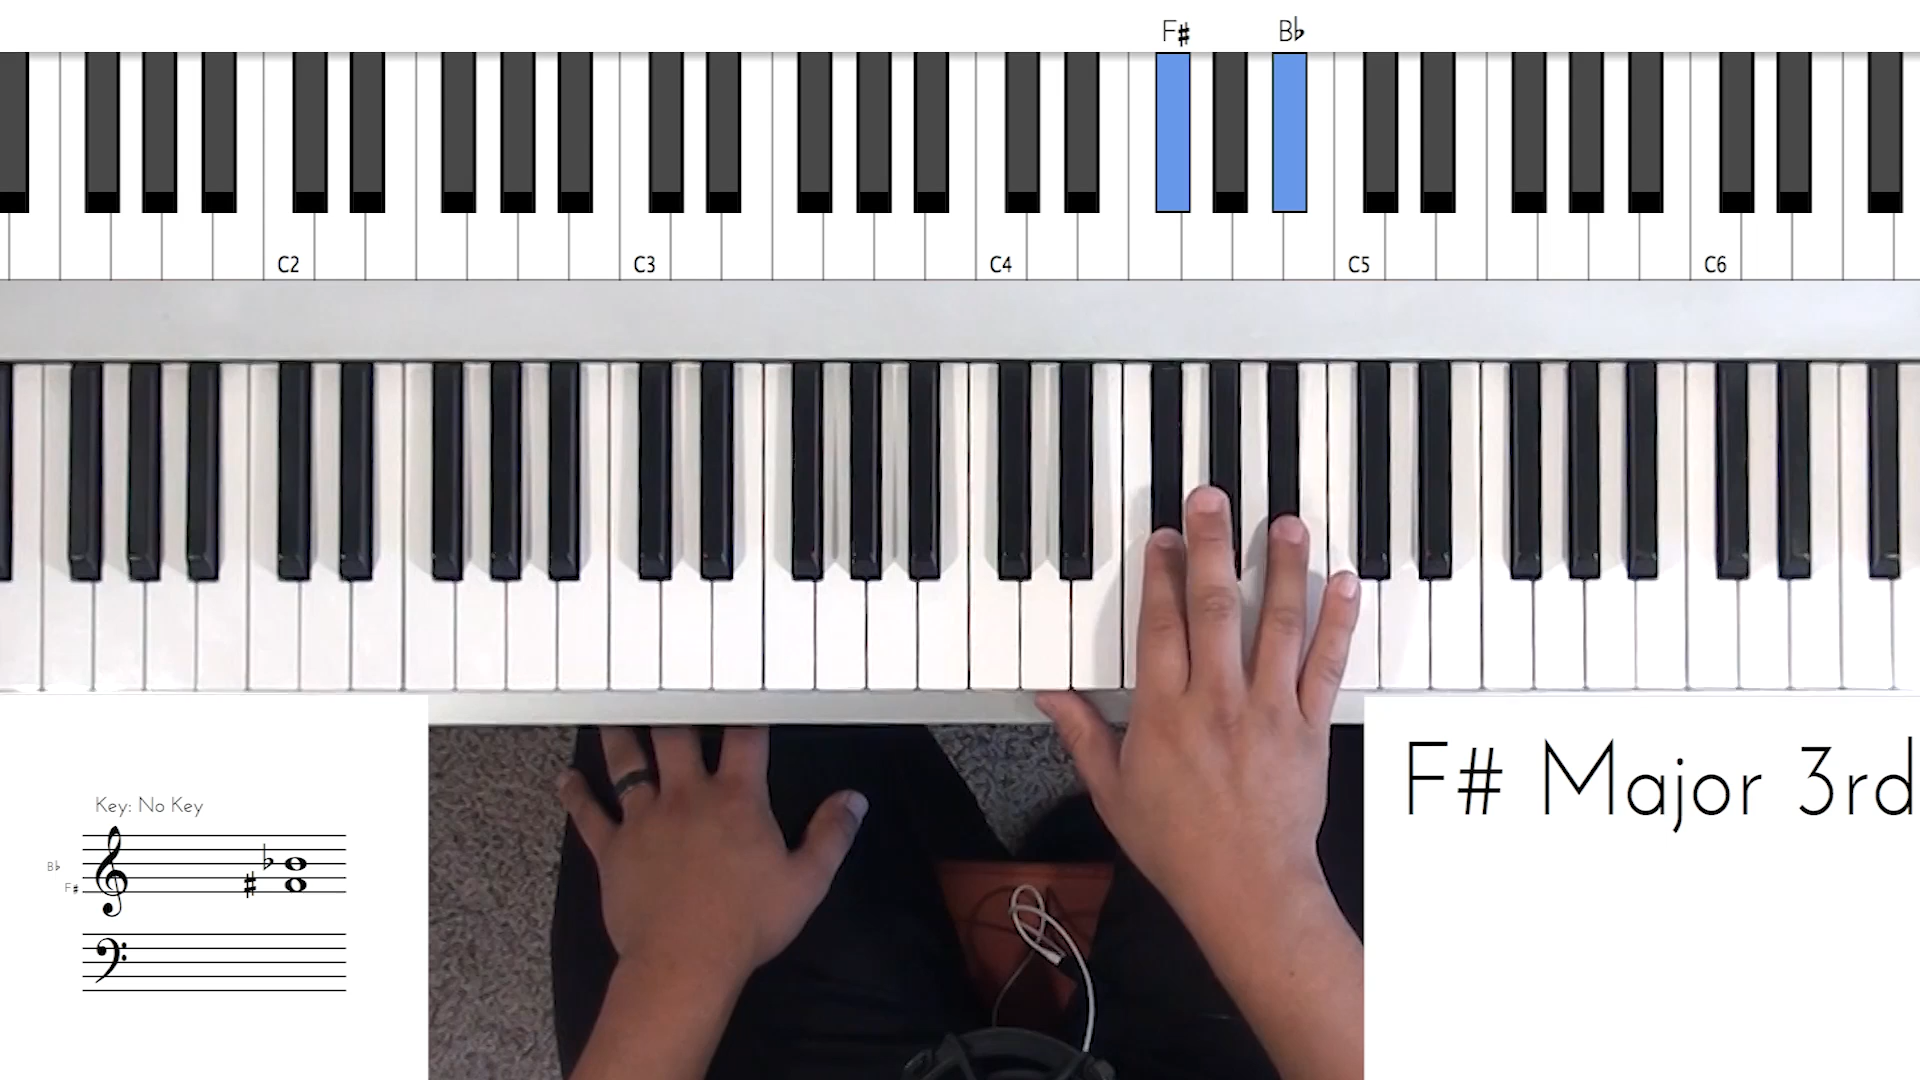 F♯ B♭
C2 C3 C4 C5 C6
F# Major 3rd
Key: No Key
B♭
F♯